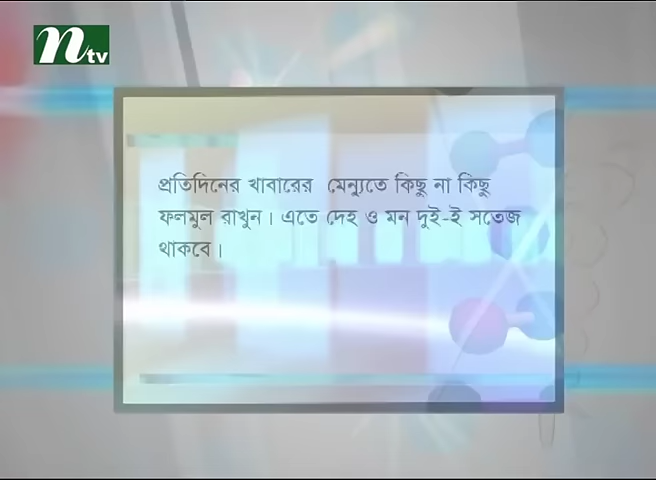 ntv
প্রতিদিনের খাবারের মেন্যুতে কিছু না কিছু
ফলমুল রাখুন। এতে দেহ ও মন দুই-ই সতেজ
থাকবে।